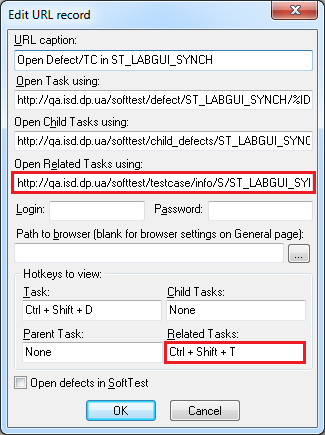 Edit URL record
URL caption:
Open Defect/TC in ST_LABGUI_SYNCH
Open Task using:
http://qa.isd.dp.ua/softtest/defect/ST_LABGUI_SYNCH/%ID
Open Child Tasks using:
http://qa.isd.dp.ua/softtest/child_defects/ST_LABGUI_SYNC
Open Related Tasks using:
http://qa.isd.dp.ua/softtest/testcase/info/S/ST_LABGUI_SYI
Login: Password:
Path to browser (blank for browser settings on General page):
...
Hotkeys to view:
Task: Child Tasks:
Ctrl + Shift + D None
Parent Task: Related Tasks:
None Ctrl + Shift + T
Open defects in SoftTest
OK Cancel